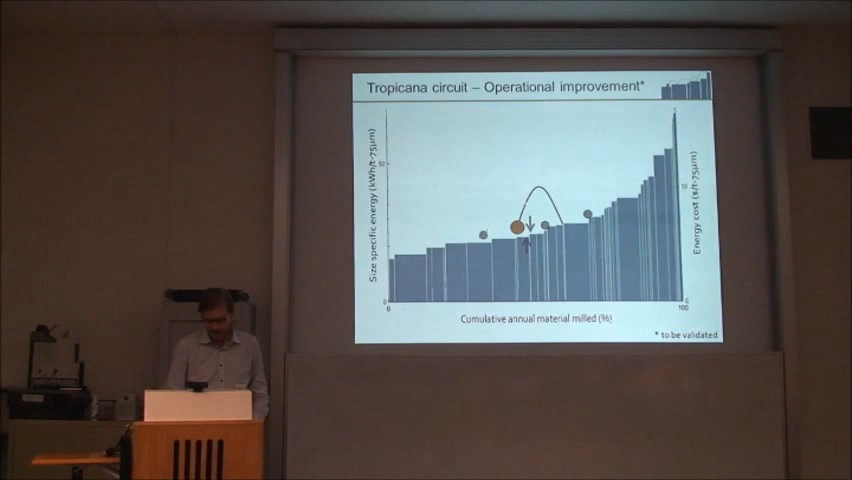 Tropicana circuit – Operational improvement*
Size specific energy (kWh/t-75µm)
50
0
0
Cumulative annual material milled (%)
100
10
0
Energy cost ($/t-75µm)
* to be validated